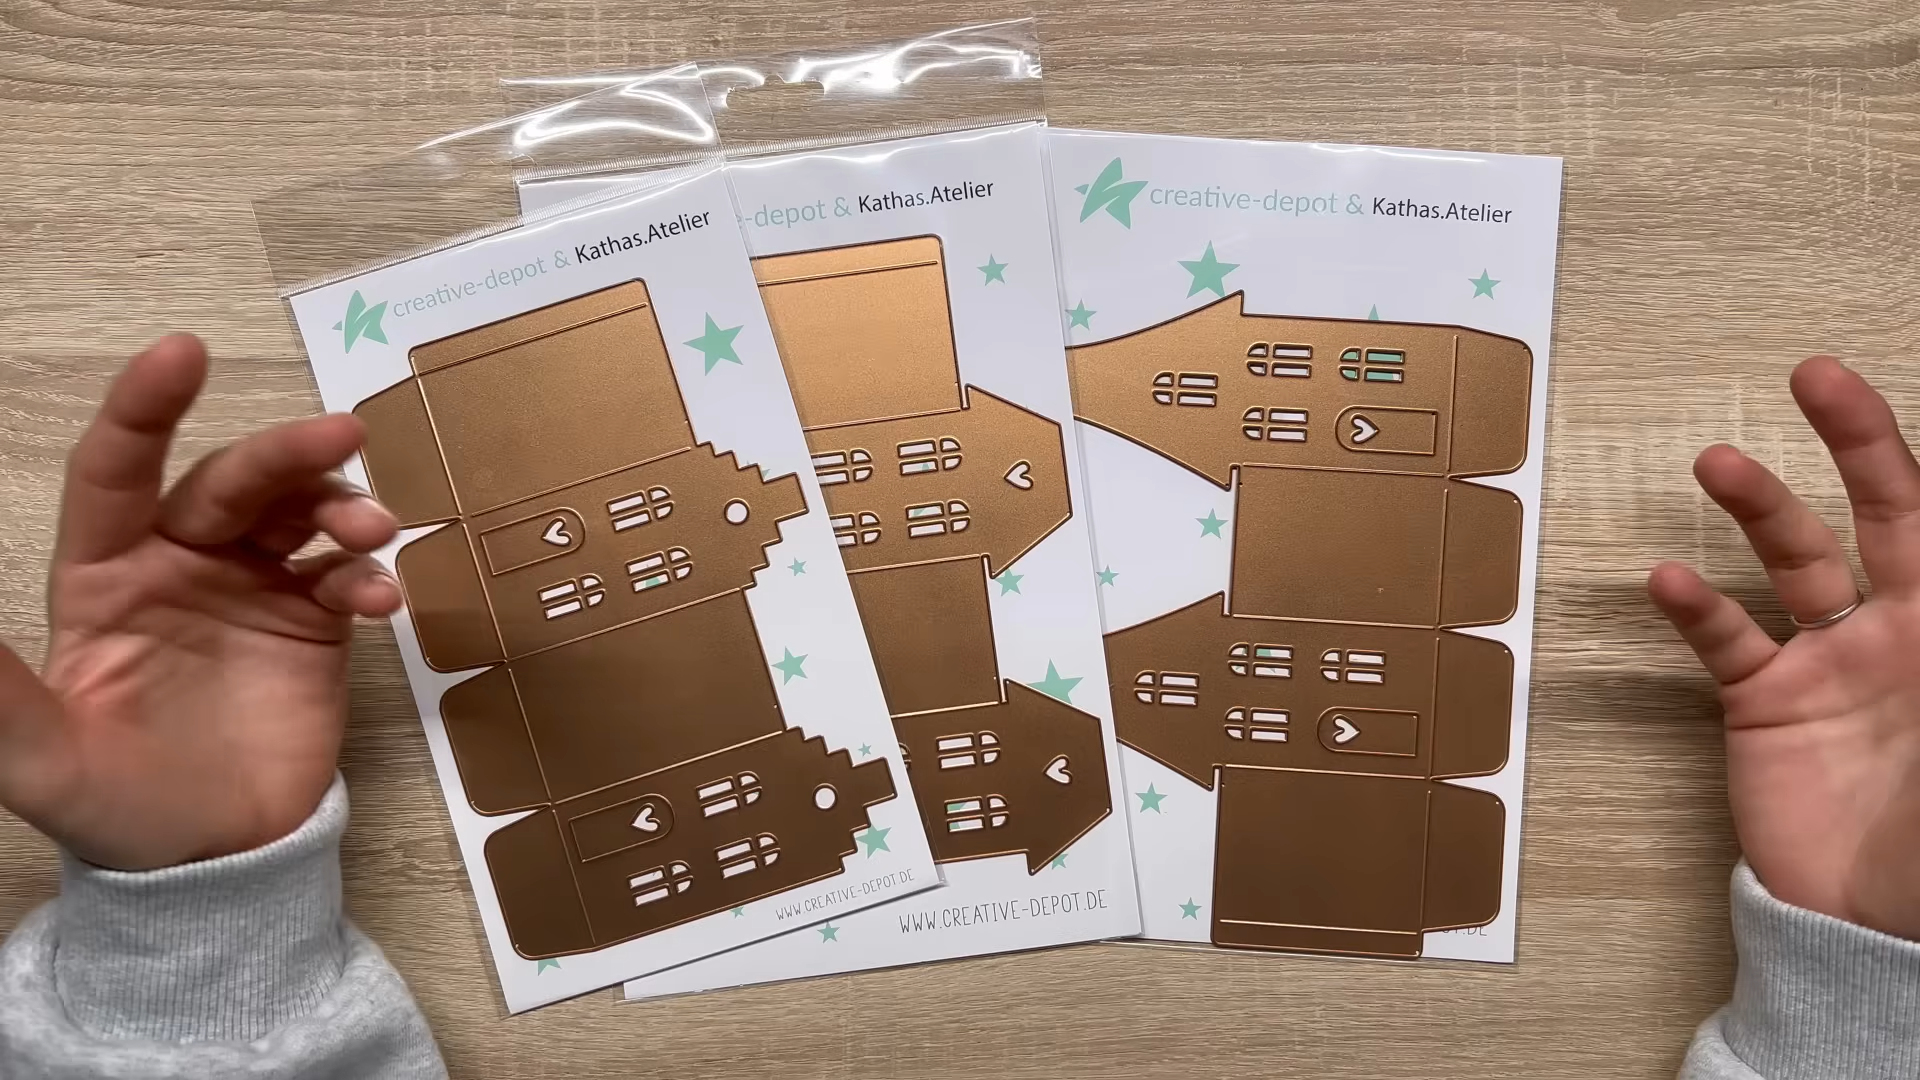 creative-depot & Kathas.Atelier
-depot & Kathas.Atelier
creative-depot & Kathas.Atelier
WWW.CREATIVE-DEPOT.DE
WWW.CREATIVE-DEPOT.DE
.DE